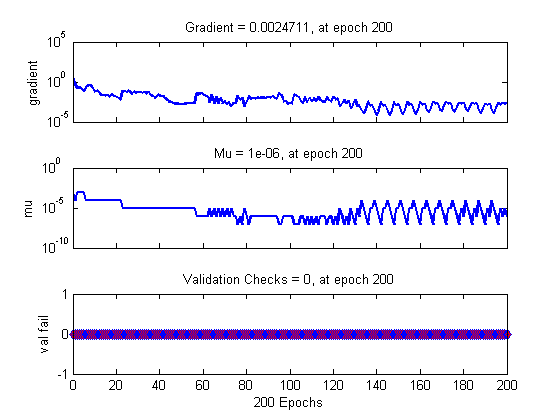 Gradient = 0.0024711, at epoch 200
10^5
10^0
10^-5
gradient
Mu = 1e-06, at epoch 200
10^0
10^-5
10^-10
mu
Validation Checks = 0, at epoch 200
1
0
-1
val fail
0 20 40 60 80 100 120 140 160 180 200
200 Epochs